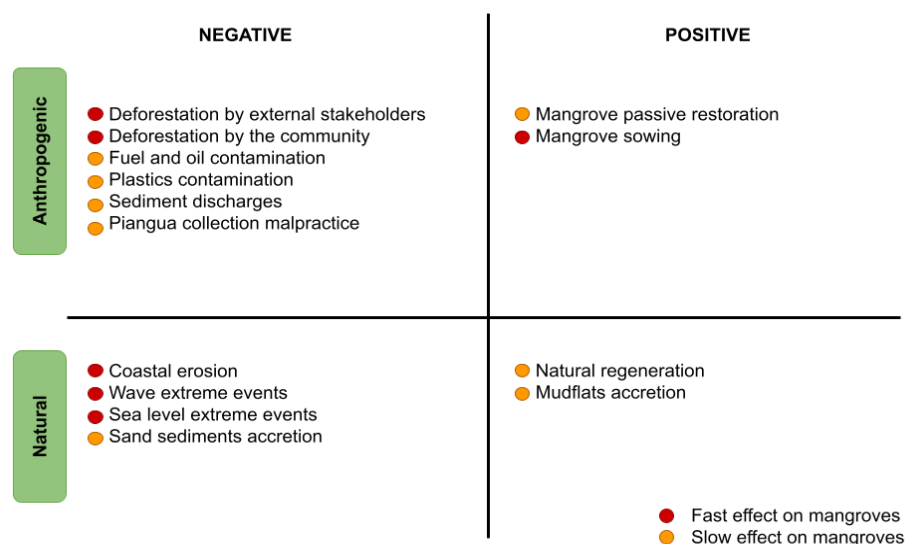 NEGATIVE
POSITIVE
Anthropogenic
Deforestation by external stakeholders
Deforestation by the community
Fuel and oil contamination
Plastics contamination
Sediment discharges
Piangua collection malpractice
Mangrove passive restoration
Mangrove sowing
Natural
Coastal erosion
Wave extreme events
Sea level extreme events
Sand sediments accretion
Natural regeneration
Mudflats accretion
Fast effect on mangroves
Slow effect on mangroves